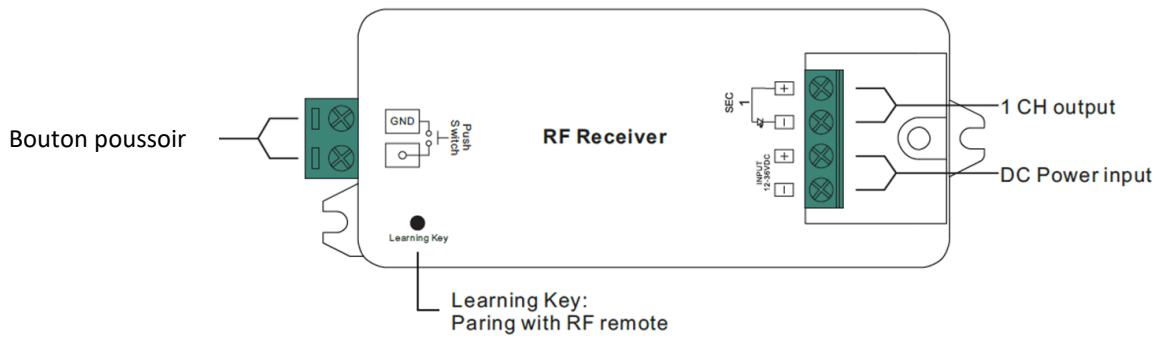 Bouton poussoir
GND
Push
Switch
Learning Key
RF Receiver
SEC
1
+
-
INPUT
12-36VDC
+
-
1 CH output
DC Power input
Learning Key:
Paring with RF remote